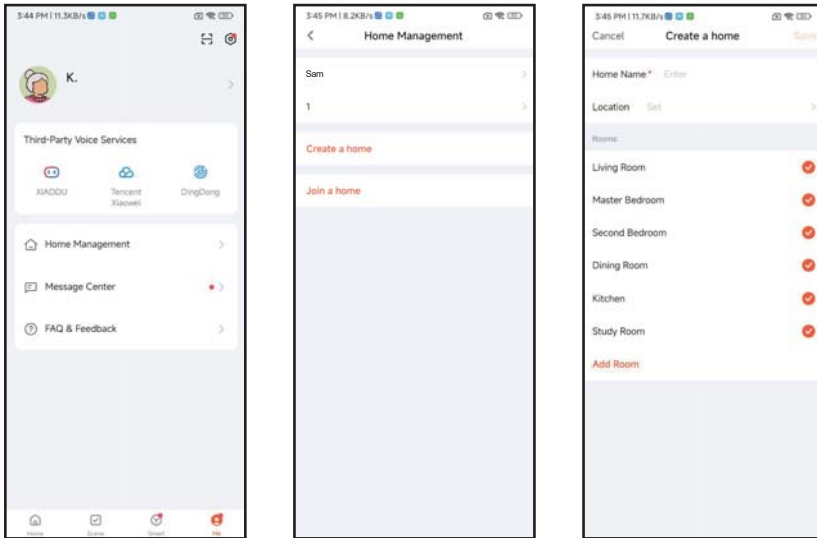 3:44 PM | 11.3KB/s
K.
Third-Party Voice Services
XIAODU
Tencent Xiaowei
DingDong
Home Management
Message Center
FAQ & Feedback
Home
Scene
Smart
Me
3:45 PM | 8.2KB/s
Home Management
Sam
1
Create a home
Join a home
3:45 PM | 11.7KB/s
Cancel
Create a home
Save
Home Name* Enter
Location Set
Rooms
Living Room
Master Bedroom
Second Bedroom
Dining Room
Kitchen
Study Room
Add Room